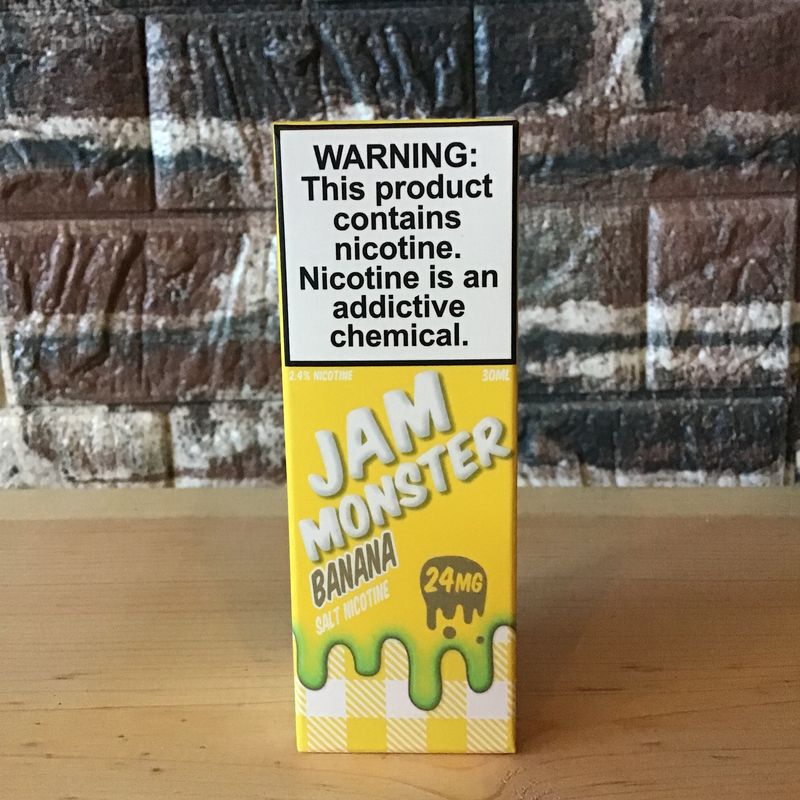 WARNING:
This product
contains
nicotine.
Nicotine is an
addictive
chemical.
2.4% NICOTINE 30ML
JAM
MONSTER
BANANA
SALT NICOTINE
24MG